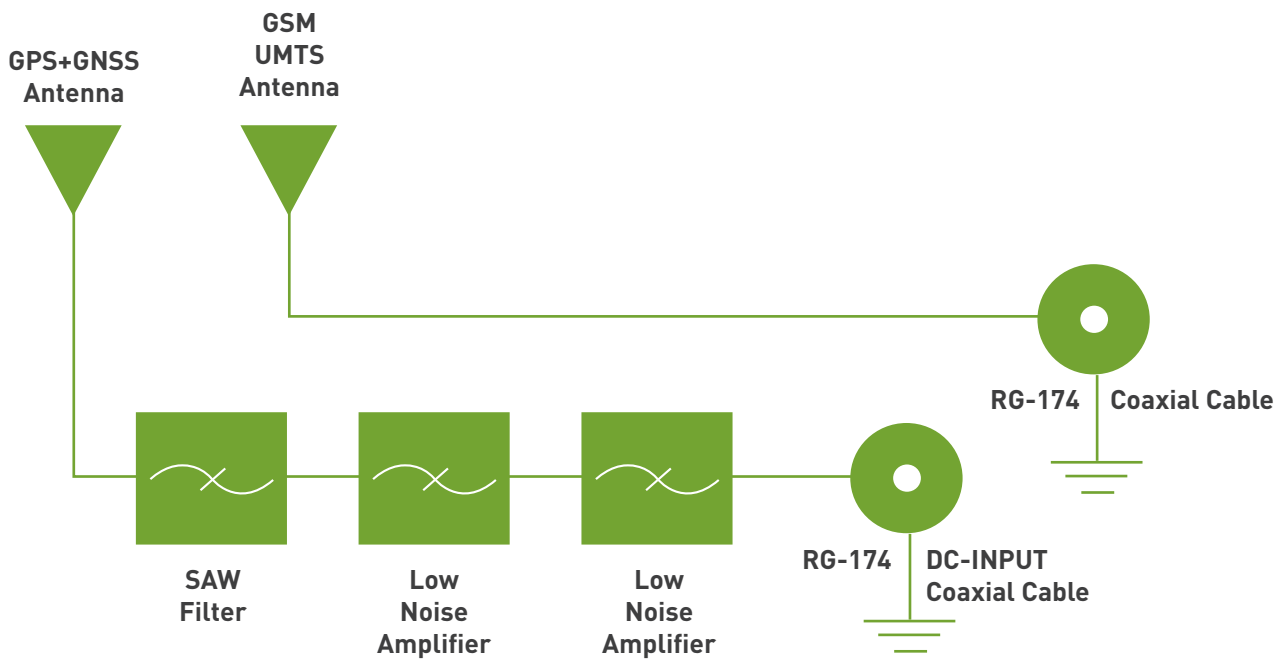 GPS+GNSS
Antenna
GSM
UMTS
Antenna
RG-174
Coaxial Cable
SAW
Filter
Low
Noise
Amplifier
Low
Noise
Amplifier
RG-174
DC-INPUT
Coaxial Cable